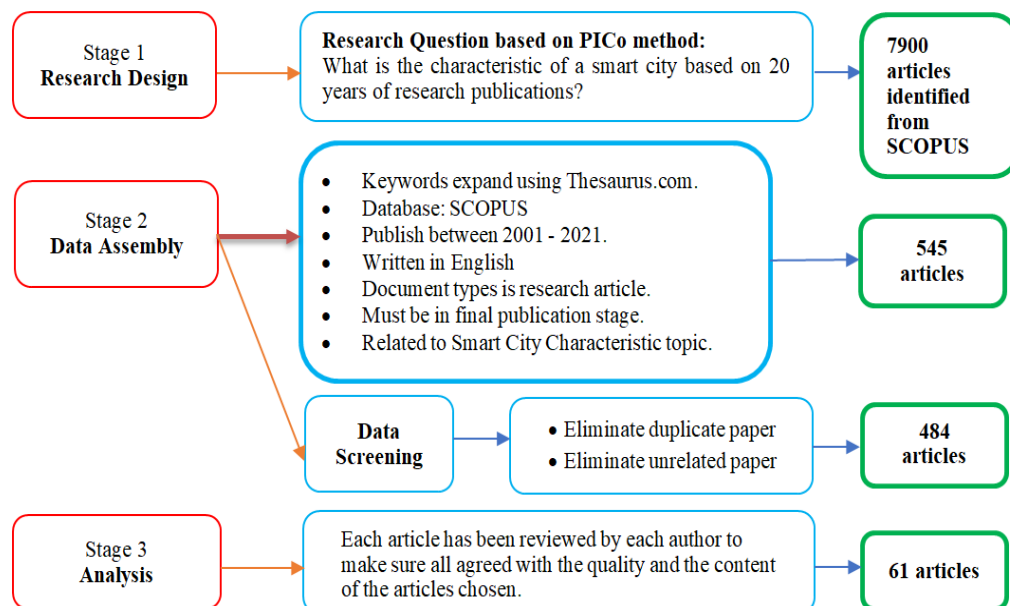 Stage 1
Research Design
Research Question based on PICo method:
What is the characteristic of a smart city based on 20
years of research publications?
7900
articles
identified
from
SCOPUS
Stage 2
Data Assembly
• Keywords expand using Thesaurus.com.
• Database: SCOPUS
• Publish between 2001 - 2021.
• Written in English
• Document types is research article.
• Must be in final publication stage.
• Related to Smart City Characteristic topic.
545
articles
Data
Screening
• Eliminate duplicate paper
• Eliminate unrelated paper
484
articles
Stage 3
Analysis
Each article has been reviewed by each author to
make sure all agreed with the quality and the content
of the articles chosen.
61 articles